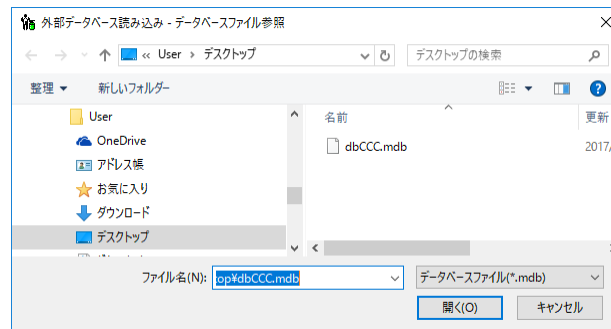 外部データベース読み込み - データベースファイル参照
« User › デスクトップ
デスクトップの検索
整理
新しいフォルダー
User
OneDrive
アドレス帳
お気に入り
ダウンロード
デスクトップ
名前
更新
dbCCC.mdb
2017/
ファイル名(N):
top¥dbCCC.mdb
データベースファイル(*.mdb)
開く(O)
キャンセル